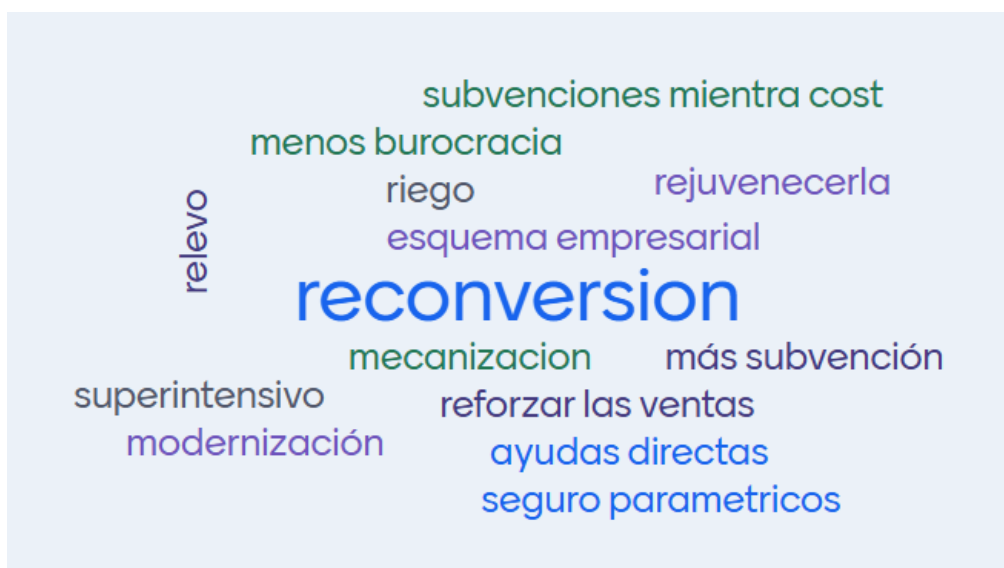 subvenciones mientra cost
menos burocracia
riego
rejuvenecerla
relevo
esquema empresarial
reconversion
mecanizacion
más subvención
superintensivo
reforzar las ventas
modernización
ayudas directas
seguro parametricos